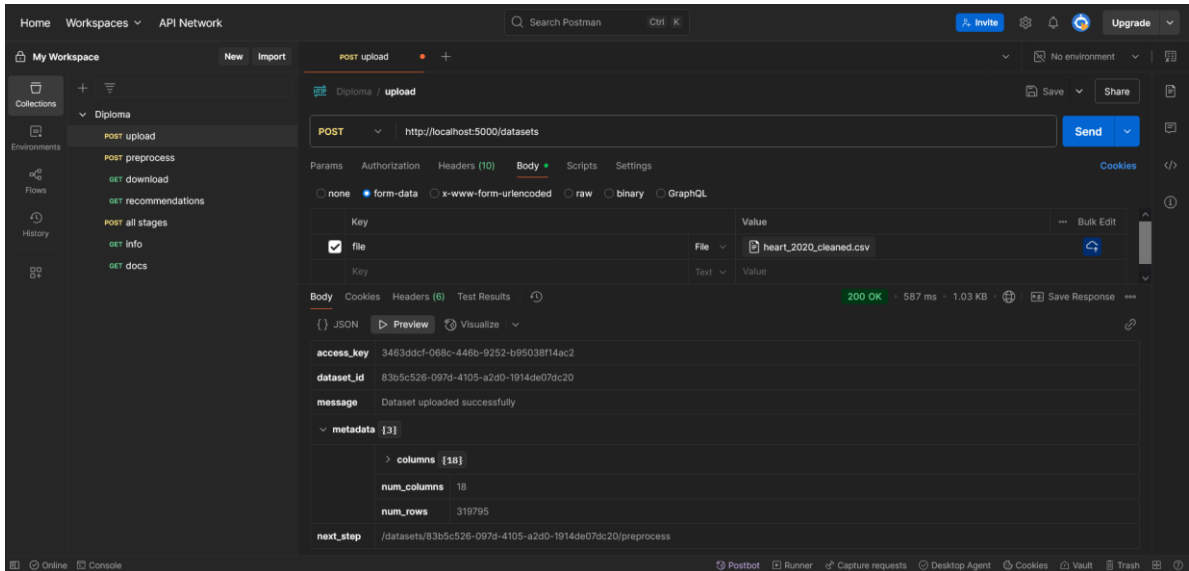 Home Workspaces API Network Search Postman Ctrl K Invite Upgrade
My Workspace New Import POST upload No environment
Collections
Environments
Flows
History
Diploma
POST upload
POST preprocess
GET download
GET recommendations
POST all stages
GET info
GET docs
HTTP Diploma / upload Save Share
POST http://localhost:5000/datasets Send
Params Authorization Headers (10) Body Scripts Settings Cookies
none form-data x-www-form-urlencoded raw binary GraphQL
Key Value Bulk Edit
file File heart_2020_cleaned.csv
Key Text Value
Body Cookies Headers (6) Test Results 200 OK 587 ms 1.03 KB Save Response
{} JSON Preview Visualize
access_key 3463ddcf-068c-446b-9252-b95038f14ac2
dataset_id 83b5c526-097d-4105-a2d0-1914de07dc20
message Dataset uploaded successfully
metadata {3}
columns {18}
num_columns 18
num_rows 319795
next_step /datasets/83b5c526-097d-4105-a2d0-1914de07dc20/preprocess
Online Console Postbot Runner Capture requests Desktop Agent Cookies Vault Trash